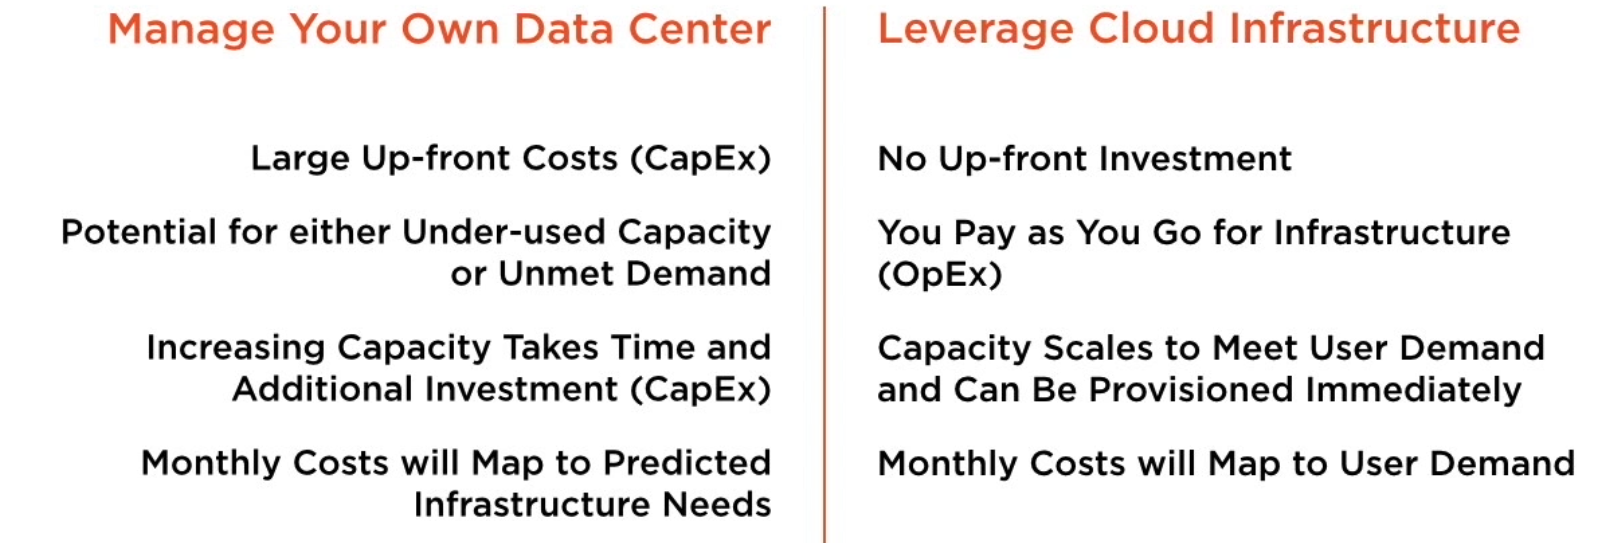 Manage Your Own Data Center
Large Up-front Costs (CapEx)
Potential for either Under-used Capacity
or Unmet Demand
Increasing Capacity Takes Time and
Additional Investment (CapEx)
Monthly Costs will Map to Predicted
Infrastructure Needs
Leverage Cloud Infrastructure
No Up-front Investment
You Pay as You Go for Infrastructure
(OpEx)
Capacity Scales to Meet User Demand
and Can Be Provisioned Immediately
Monthly Costs will Map to User Demand